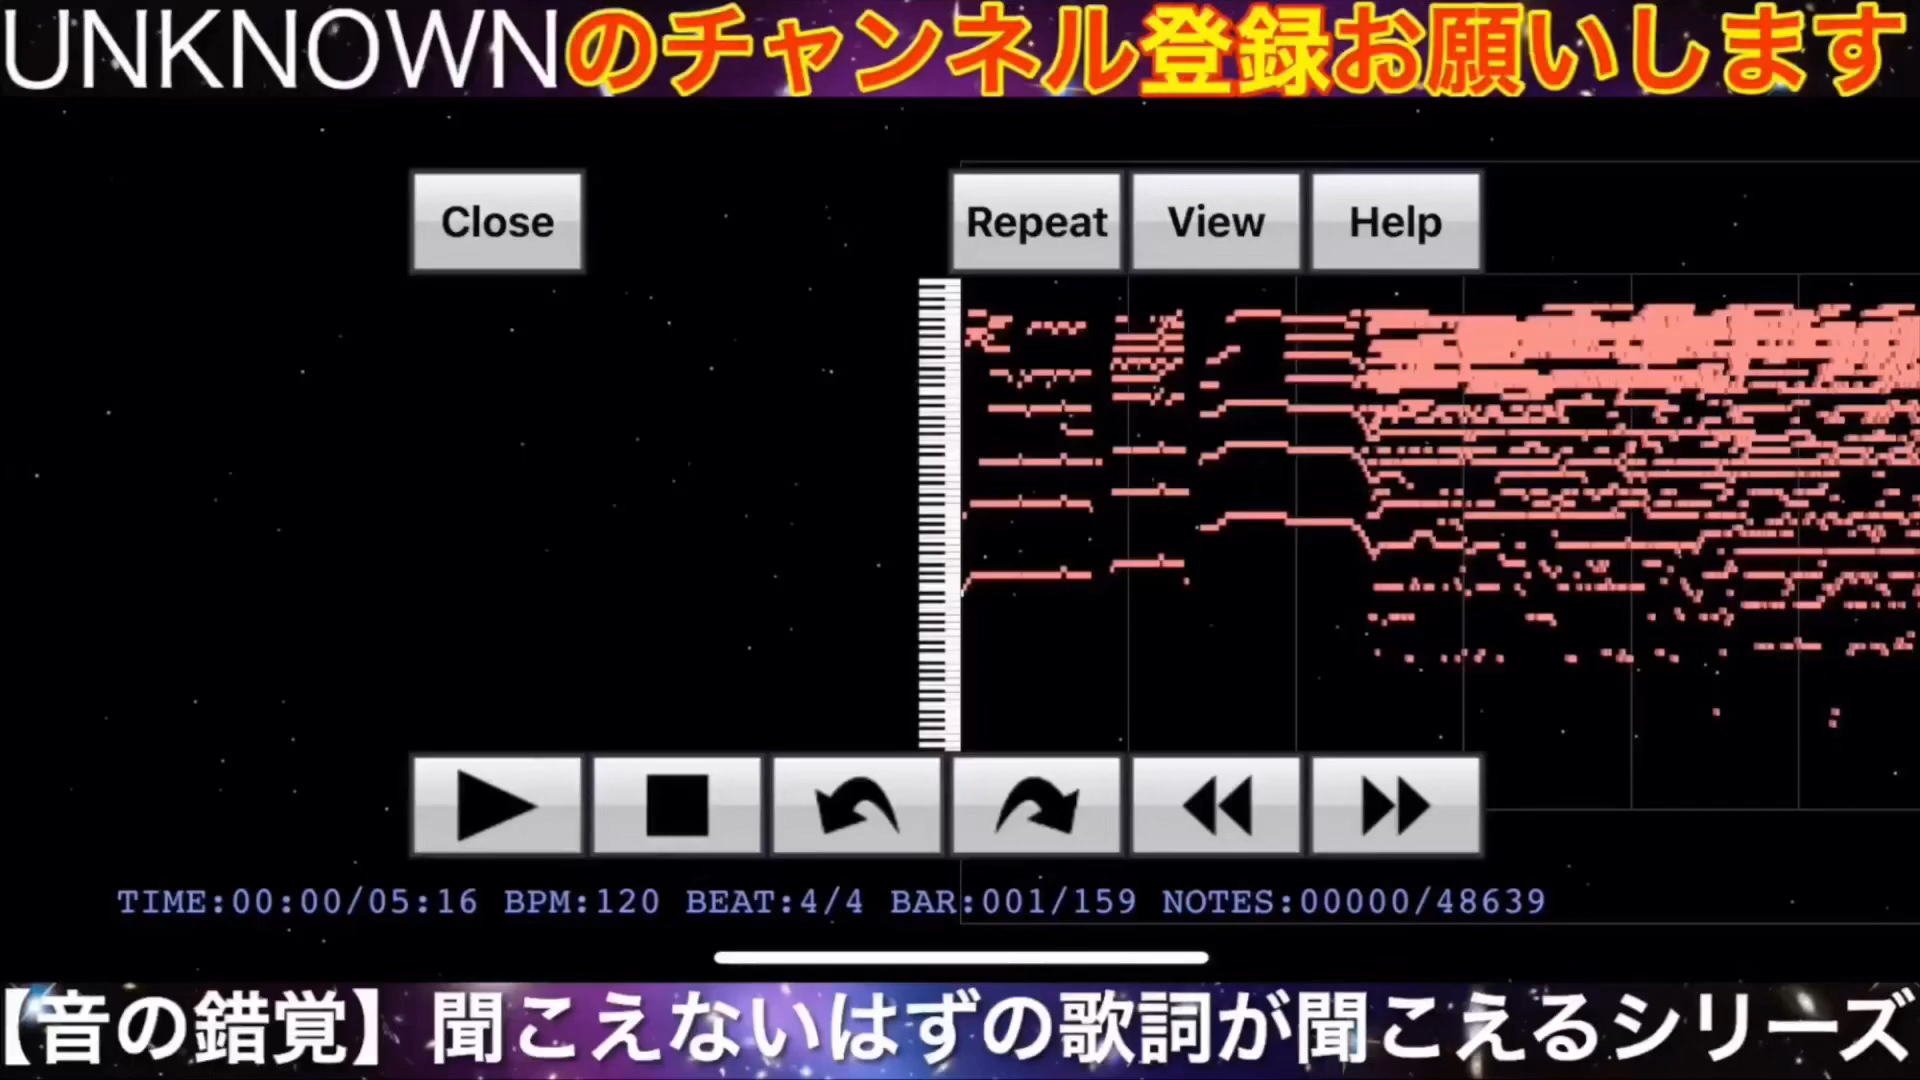 UNKNOWNのチャンネル登録お願いします
Close Repeat View Help
TIME:00:00/05:16 BPM:120 BEAT:4/4 BAR:001/159 NOTES:00000/48639
【音の錯覚】聞こえないはずの歌詞が聞こえるシリーズ